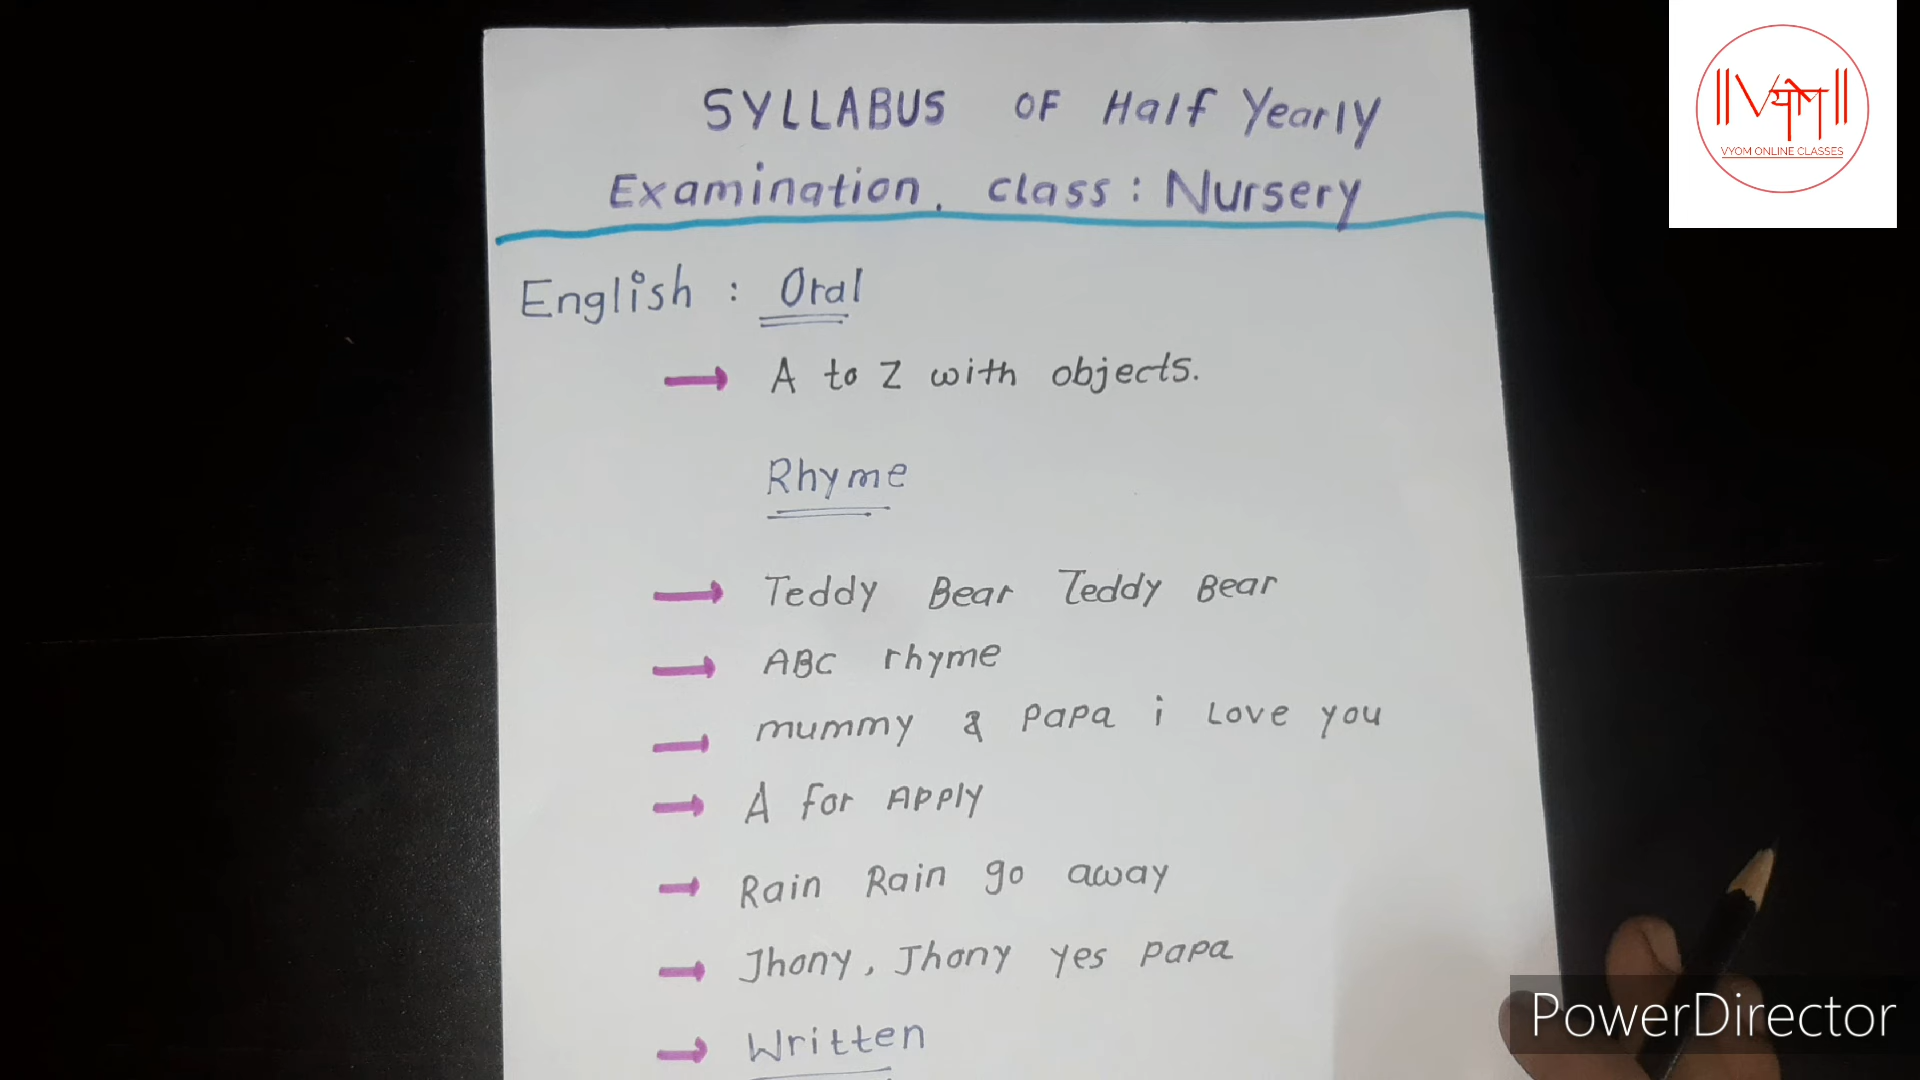 SYLLABUS OF Half Yearly
Examination. class : Nursery
English : Oral
A to Z with objects.
Rhyme
Teddy Bear Teddy Bear
ABC rhyme
mummy & papa i Love you
A for Apply
Rain Rain go away
Jhony, Jhony yes papa
Written
॥व्योम॥
VYOM ONLINE CLASSES
PowerDirector